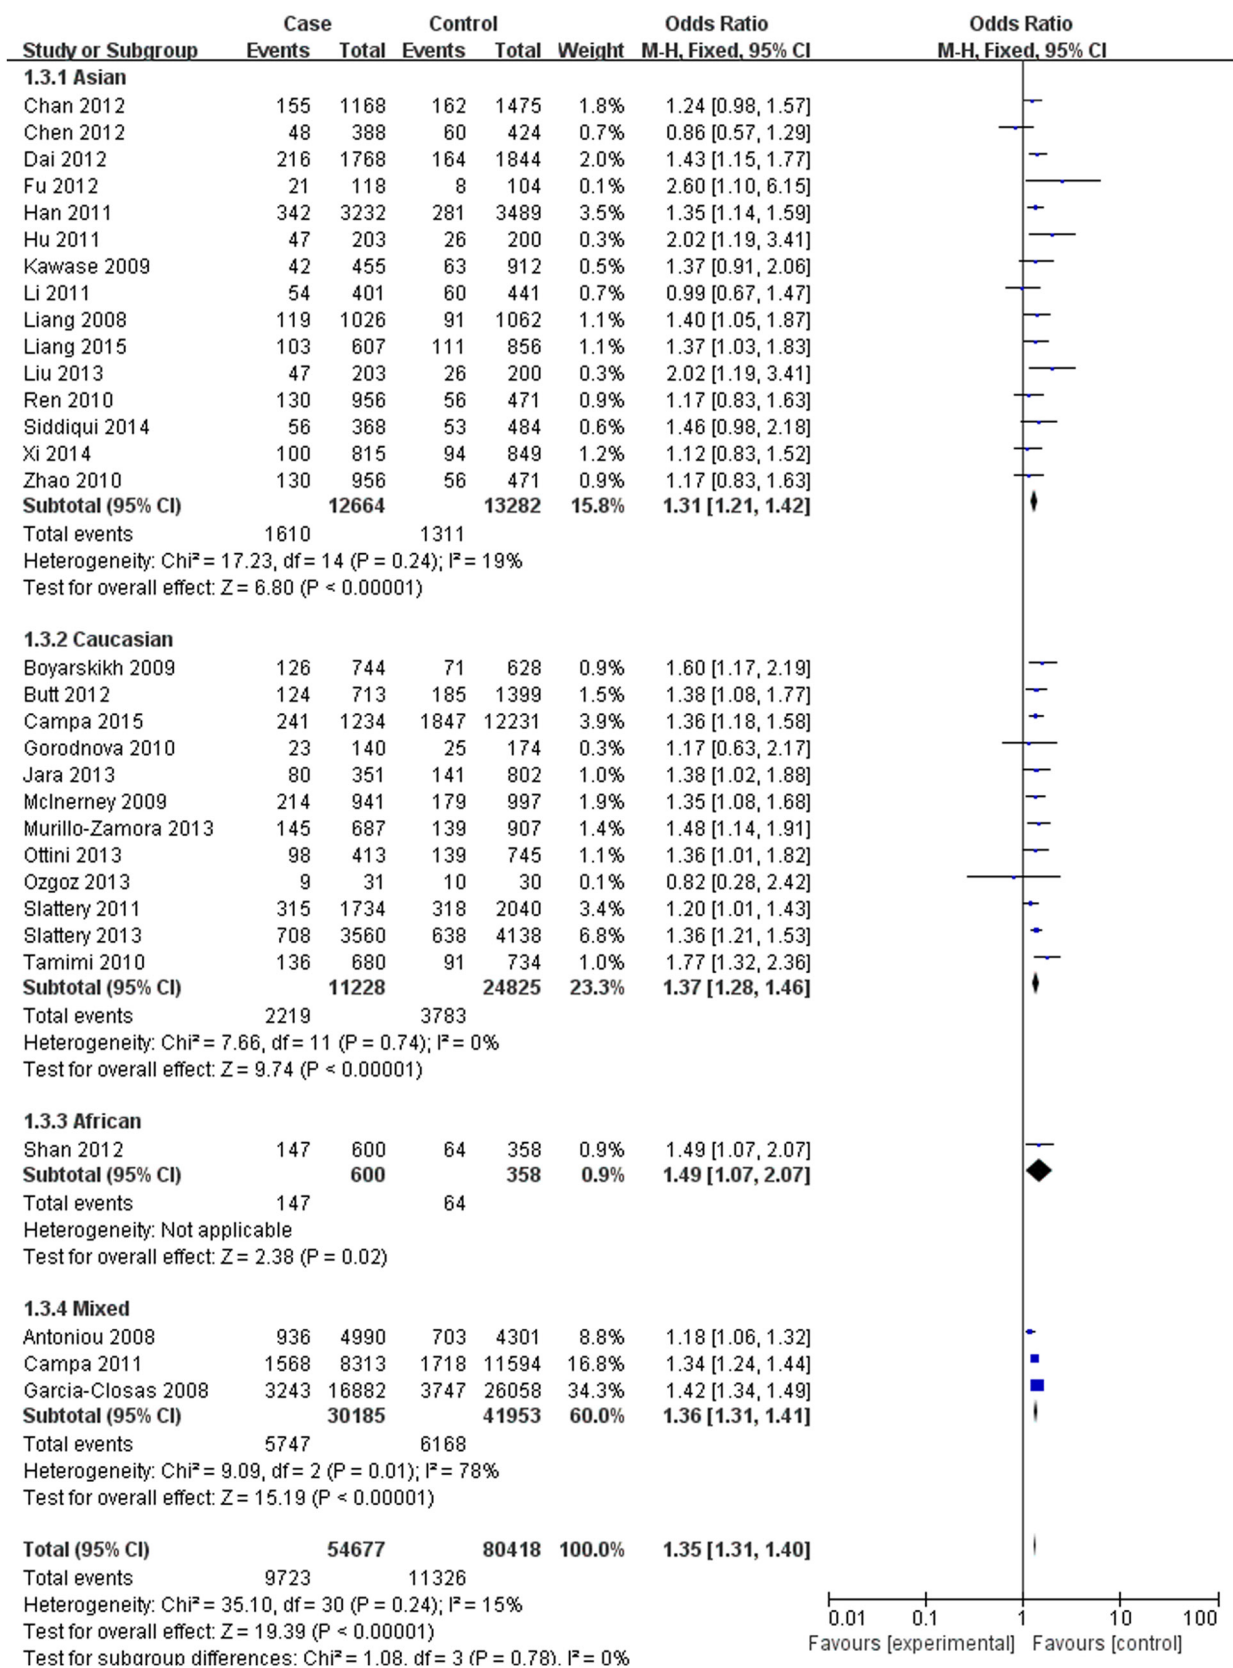 Case Control Odds Ratio Odds Ratio
Study or Subgroup Events Total Events Total Weight M-H, Fixed, 95% CI M-H, Fixed, 95% CI
1.3.1 Asian
Chan 2012 155 1168 162 1475 1.8% 1.24 [0.98, 1.57]
Chen 2012 48 388 60 424 0.7% 0.86 [0.57, 1.29]
Dai 2012 216 1768 164 1844 2.0% 1.43 [1.15, 1.77]
Fu 2012 21 118 8 104 0.1% 2.60 [1.10, 6.15]
Han 2011 342 3232 281 3489 3.5% 1.35 [1.14, 1.59]
Hu 2011 47 203 26 200 0.3% 2.02 [1.19, 3.41]
Kawase 2009 42 455 63 912 0.5% 1.37 [0.91, 2.06]
Li 2011 54 401 60 441 0.7% 0.99 [0.67, 1.47]
Liang 2008 119 1026 91 1062 1.1% 1.40 [1.05, 1.87]
Liang 2015 103 607 111 856 1.1% 1.37 [1.03, 1.83]
Liu 2013 47 203 26 200 0.3% 2.02 [1.19, 3.41]
Ren 2010 130 956 56 471 0.9% 1.17 [0.83, 1.63]
Siddiqui 2014 56 368 53 484 0.6% 1.46 [0.98, 2.18]
Xi 2014 100 815 94 849 1.2% 1.12 [0.83, 1.52]
Zhao 2010 130 956 56 471 0.9% 1.17 [0.83, 1.63]
Subtotal (95% CI) 12664 13282 15.8% 1.31 [1.21, 1.42]
Total events 1610 1311
Heterogeneity: Chi² = 17.23, df = 14 (P = 0.24); I² = 19%
Test for overall effect: Z = 6.80 (P < 0.00001)
1.3.2 Caucasian
Boyarskikh 2009 126 744 71 628 0.9% 1.60 [1.17, 2.19]
Butt 2012 124 713 185 1399 1.5% 1.38 [1.08, 1.77]
Campa 2015 241 1234 1847 12231 3.9% 1.36 [1.18, 1.58]
Gorodnova 2010 23 140 25 174 0.3% 1.17 [0.63, 2.17]
Jara 2013 80 351 141 802 1.0% 1.38 [1.02, 1.88]
McInerney 2009 214 941 179 997 1.9% 1.35 [1.08, 1.68]
Murillo-Zamora 2013 145 687 139 907 1.4% 1.48 [1.14, 1.91]
Ottini 2013 98 413 139 745 1.1% 1.36 [1.01, 1.82]
Ozgoz 2013 9 31 10 30 0.1% 0.82 [0.28, 2.42]
Slattery 2011 315 1734 318 2040 3.4% 1.20 [1.01, 1.43]
Slattery 2013 708 3560 638 4138 6.8% 1.36 [1.21, 1.53]
Tamimi 2010 136 680 91 734 1.0% 1.77 [1.32, 2.36]
Subtotal (95% CI) 11228 24825 23.3% 1.37 [1.28, 1.46]
Total events 2219 3783
Heterogeneity: Chi² = 7.66, df = 11 (P = 0.74); I² = 0%
Test for overall effect: Z = 9.74 (P < 0.00001)
1.3.3 African
Shan 2012 147 600 64 358 0.9% 1.49 [1.07, 2.07]
Subtotal (95% CI) 600 358 0.9% 1.49 [1.07, 2.07]
Total events 147 64
Heterogeneity: Not applicable
Test for overall effect: Z = 2.38 (P = 0.02)
1.3.4 Mixed
Antoniou 2008 936 4990 703 4301 8.8% 1.18 [1.06, 1.32]
Campa 2011 1568 8313 1718 11594 16.8% 1.34 [1.24, 1.44]
Garcia-Closas 2008 3243 16882 3747 26058 34.3% 1.42 [1.34, 1.49]
Subtotal (95% CI) 30185 41953 60.0% 1.36 [1.31, 1.41]
Total events 5747 6168
Heterogeneity: Chi² = 9.09, df = 2 (P = 0.01); I² = 78%
Test for overall effect: Z = 15.19 (P < 0.00001)
Total (95% CI) 54677 80418 100.0% 1.35 [1.31, 1.40]
Total events 9723 11326
Heterogeneity: Chi² = 35.10, df = 30 (P = 0.24); I² = 15%
Test for overall effect: Z = 19.39 (P < 0.00001)
Test for subgroup differences: Chi² = 1.08, df = 3 (P = 0.78), I² = 0%
0.01 0.1 1 10 100
Favours [experimental] Favours [control]